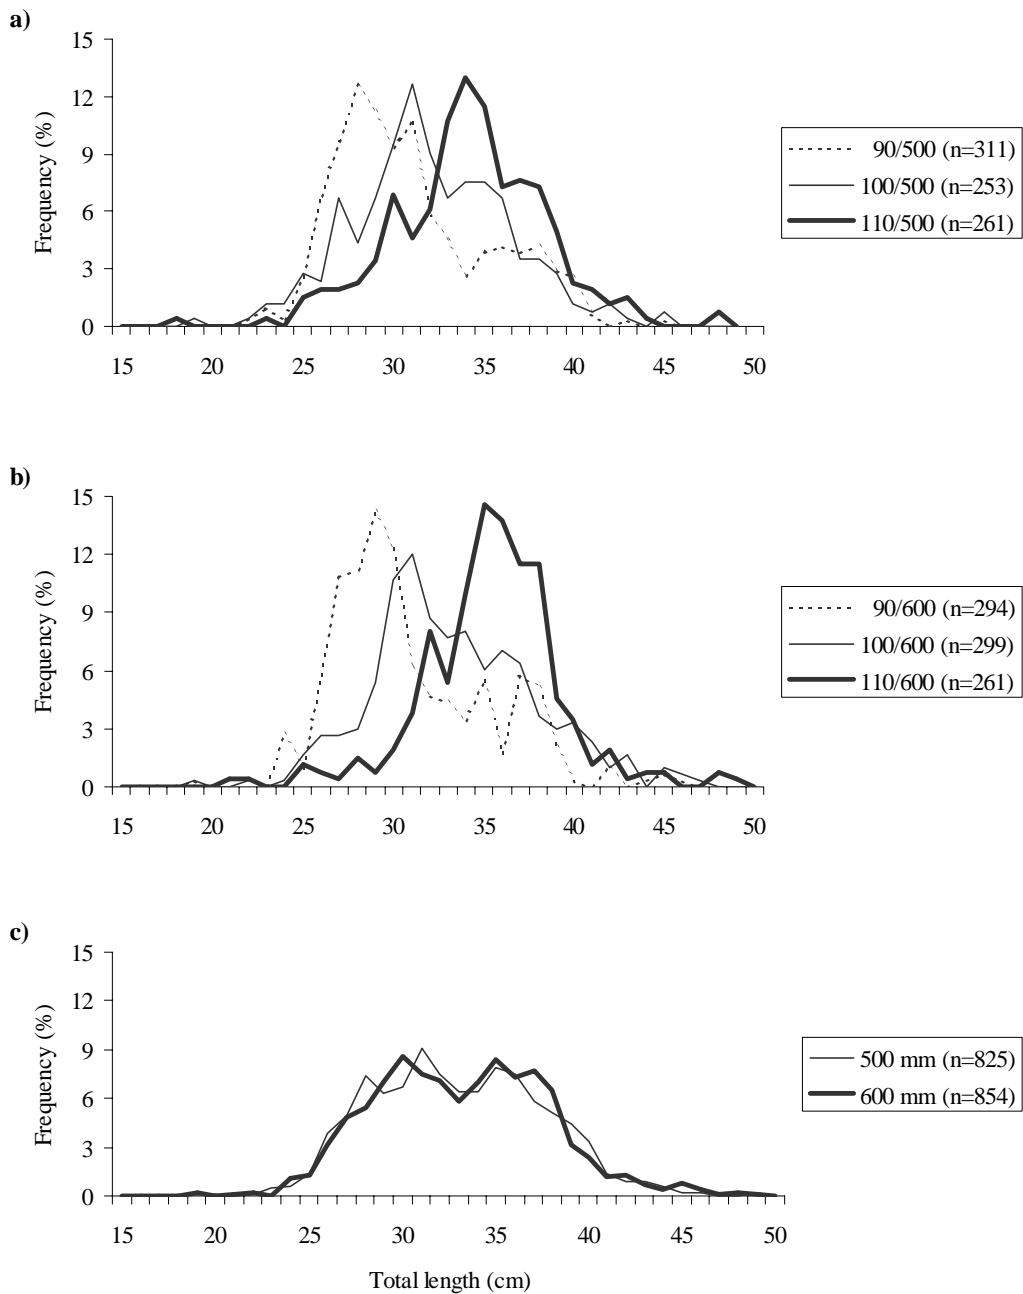 a)
15
12
9
6
3
0
Frequency (%)
15 20 25 30 35 40 45 50
90/500 (n=311)
100/500 (n=253)
110/500 (n=261)
b)
15
12
9
6
3
0
Frequency (%)
15 20 25 30 35 40 45 50
90/600 (n=294)
100/600 (n=299)
110/600 (n=261)
c)
15
12
9
6
3
0
Frequency (%)
15 20 25 30 35 40 45 50
500 mm (n=825)
600 mm (n=854)
Total length (cm)